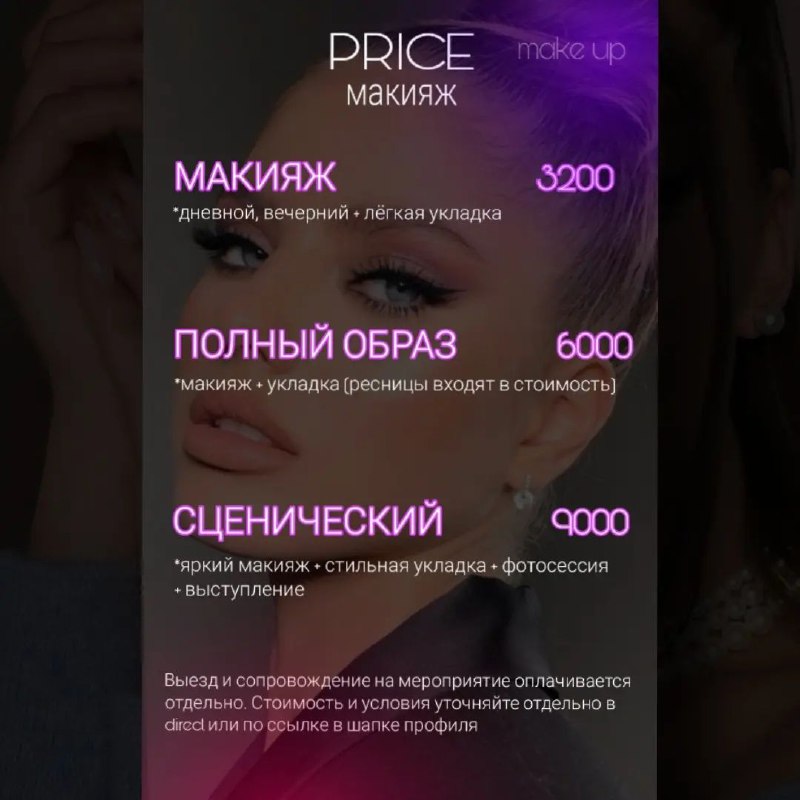 PRICE make up
макияж
МАКИЯЖ 3200
*дневной, вечерний + лёгкая укладка
ПОЛНЫЙ ОБРАЗ 6000
*макияж + укладка (ресницы входят в стоимость)
СЦЕНИЧЕСКИЙ 9000
*яркий макияж + стильная укладка + фотосессия
+ выступление
Выезд и сопровождение на мероприятие оплачивается
отдельно. Стоимость и условия уточняйте отдельно в
direct или по ссылке в шапке профиля